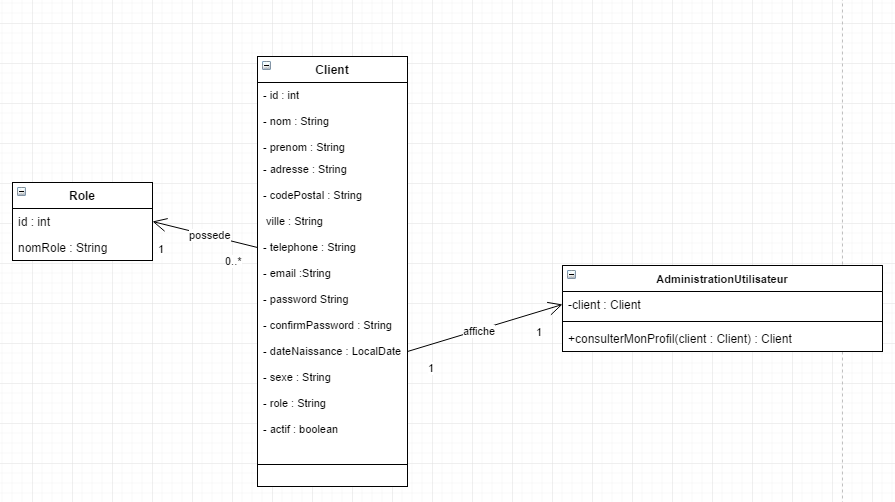 Client
- id : int
- nom : String
- prenom : String
- adresse : String
- codePostal : String
ville : String
- telephone : String
- email :String
- password String
- confirmPassword : String
- dateNaissance : LocalDate
- sexe : String
- role : String
- actif : boolean
Role
id : int
nomRole : String
possede
1
0..*
affiche
1
1
AdministrationUtilisateur
-client : Client
+consulterMonProfil(client : Client) : Client